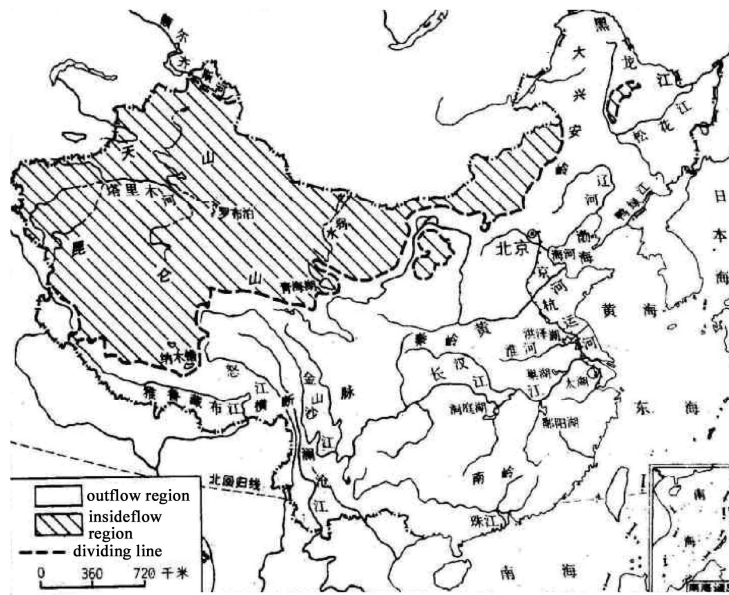 额尔齐斯河
黑龙江
大兴安岭
松花江
天山
塔里木河
罗布泊
弱水
辽河
鸭绿江
日本海
北京
渤海
海河
昆仑山
青海湖
京杭运河
黄海
秦岭
黄
洪泽湖
淮河
纳木错
怒江
雅鲁藏布江
横断山脉
金沙江
长江
汉江
巢湖
太湖
东海
洞庭湖
鄱阳湖
澜沧江
南岭
北回归线
珠江
南海
南海
outflow region
insideflow
region
dividing line
0 360 720 千米